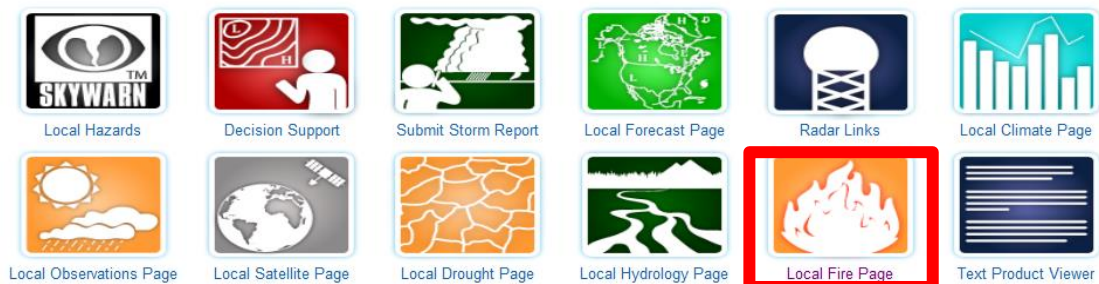 TM
SKYWARN
L
H
H
H
L
L
Local Hazards
Decision Support
Submit Storm Report
Local Forecast Page
Radar Links
Local Climate Page
Local Observations Page
Local Satellite Page
Local Drought Page
Local Hydrology Page
Local Fire Page
Text Product Viewer